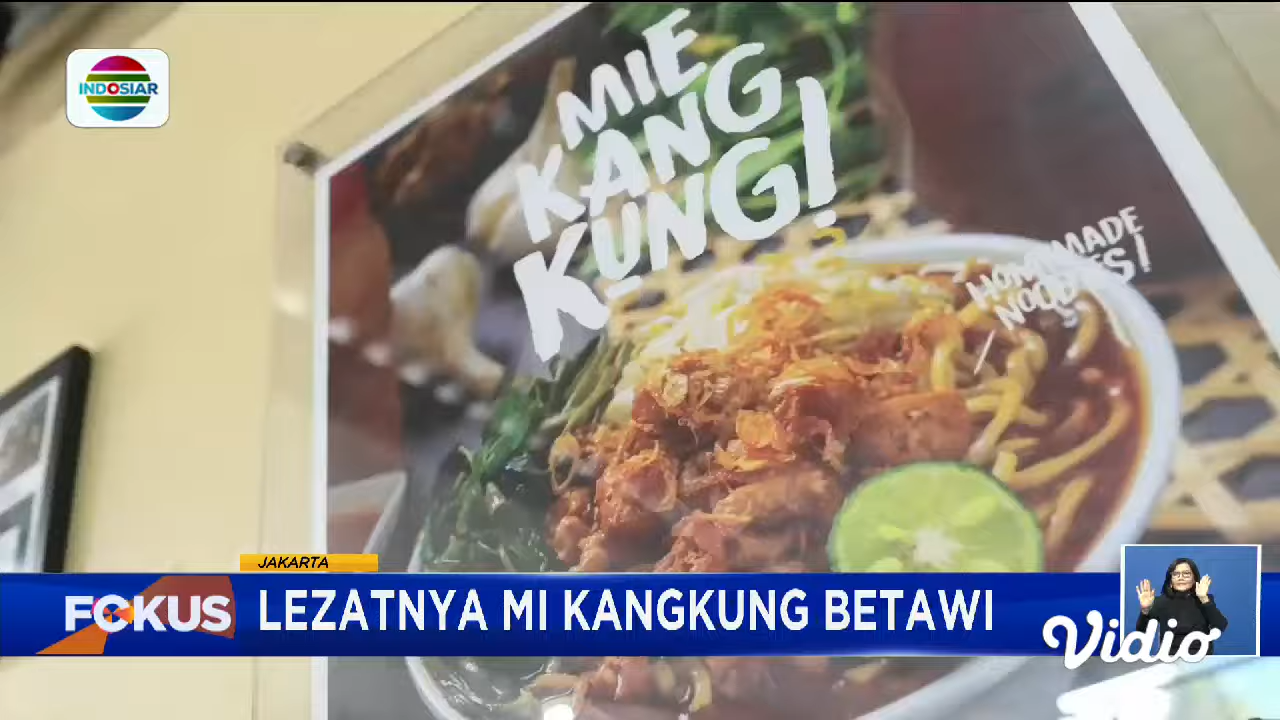 INDOSIAR
MIE
KANG
KUNG!
HOMEMADE
NOODLES!
JAKARTA
FOKUS
LEZATNYA MI KANGKUNG BETAWI
Vidio